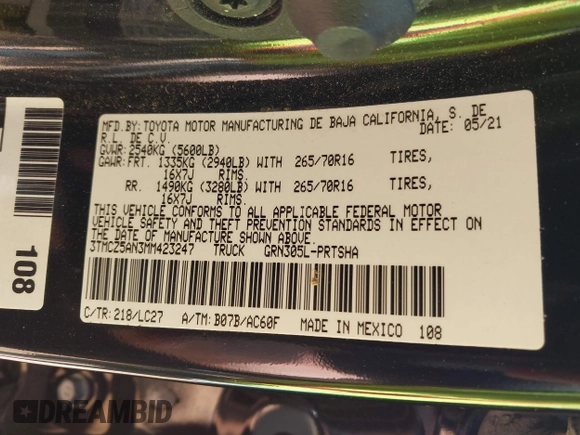 MFD.BY:TOYOTA MOTOR MANUFACTURING DE BAJA CALIFORNIA, S. DE
R.L. DE C.V. DATE: 05/21
GVWR:2540KG (5600LB)
GAWR:FRT. 1335KG (2940LB) WITH 265/70R16 TIRES,
16X7J RIMS.
RR. 1490KG (3280LB) WITH 265/70R16 TIRES,
16X7J RIMS.
THIS VEHICLE CONFORMS TO ALL APPLICABLE FEDERAL MOTOR
VEHICLE SAFETY AND THEFT PREVENTION STANDARDS IN EFFECT ON
THE DATE OF MANUFACTURE SHOWN ABOVE.
3TMCZ5AN3MM423247 TRUCK GRN305L-PRTSHA
C/TR:218/LC27 A/TM:B07B/AC60F MADE IN MEXICO 108
108
DREAMBID